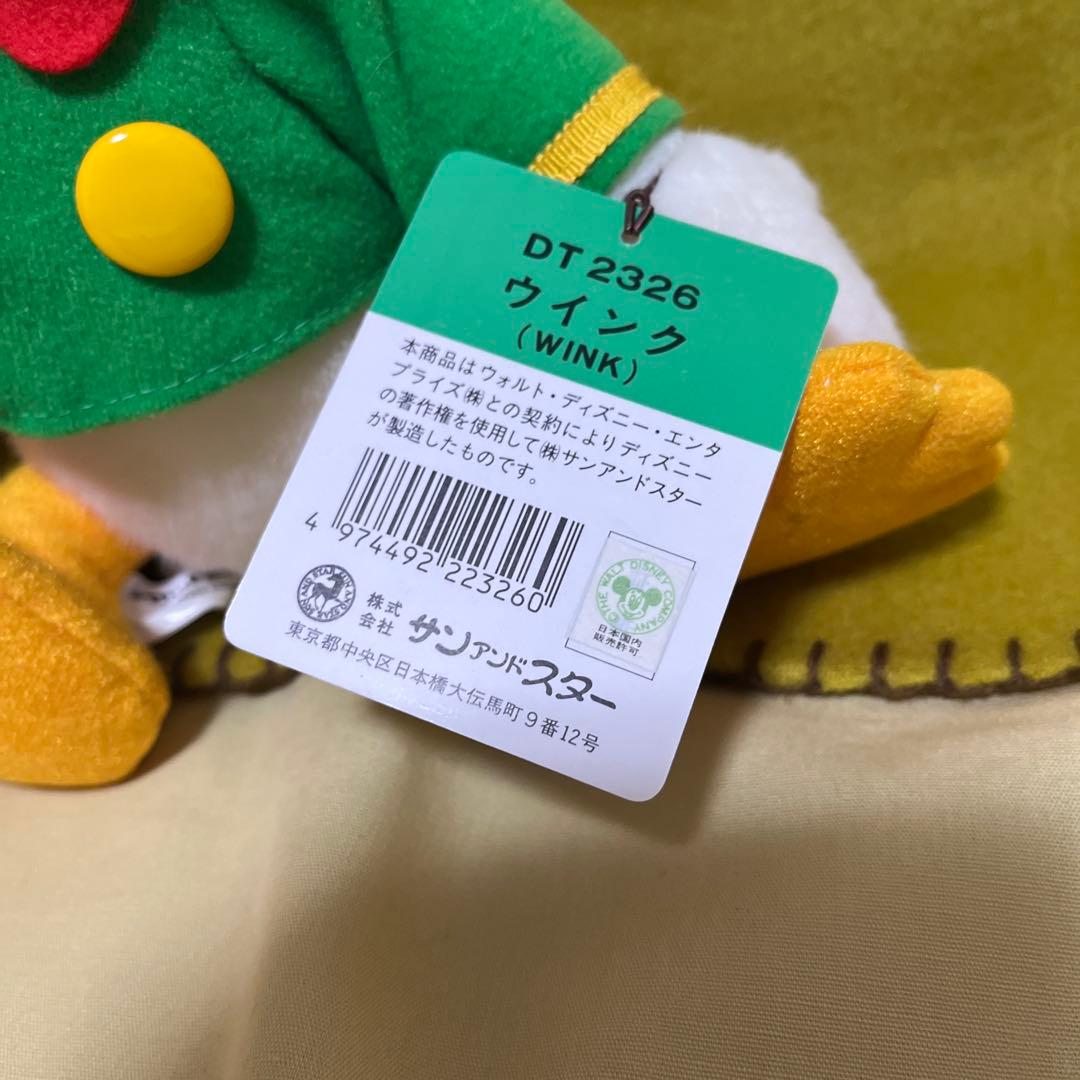 DT 2326
ウインク
(WINK)
本商品はウォルト・ディズニー・エンタ
プライズ㈱との契約によりディズニー
の著作権を使用して㈱サンアンドスター
が製造したものです。
4 974492 223260
THE WALT DISNEY COMPANY
日本国内
販売許可
株式
会社
サンアンドスター
東京都中央区日本橋大伝馬町9番12号